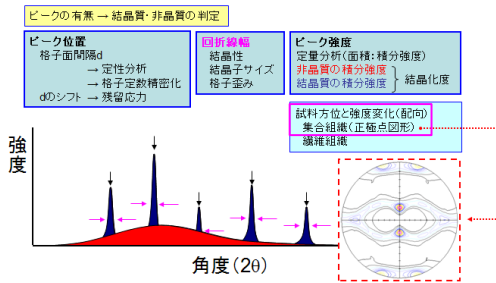 ピークの有無 → 結晶質・非晶質の判定
ピーク位置
格子面間隔d
→ 定性分析
→ 格子定数精密化
dのシフト → 残留応力
回折線幅
結晶性
結晶子サイズ
格子歪み
ピーク強度
定量分析(面積:積分強度)
非晶質の積分強度
結晶質の積分強度
結晶化度
試料方位と強度変化(配向)
集合組織(正極点図形)
繊維組織
強度
角度(2θ)